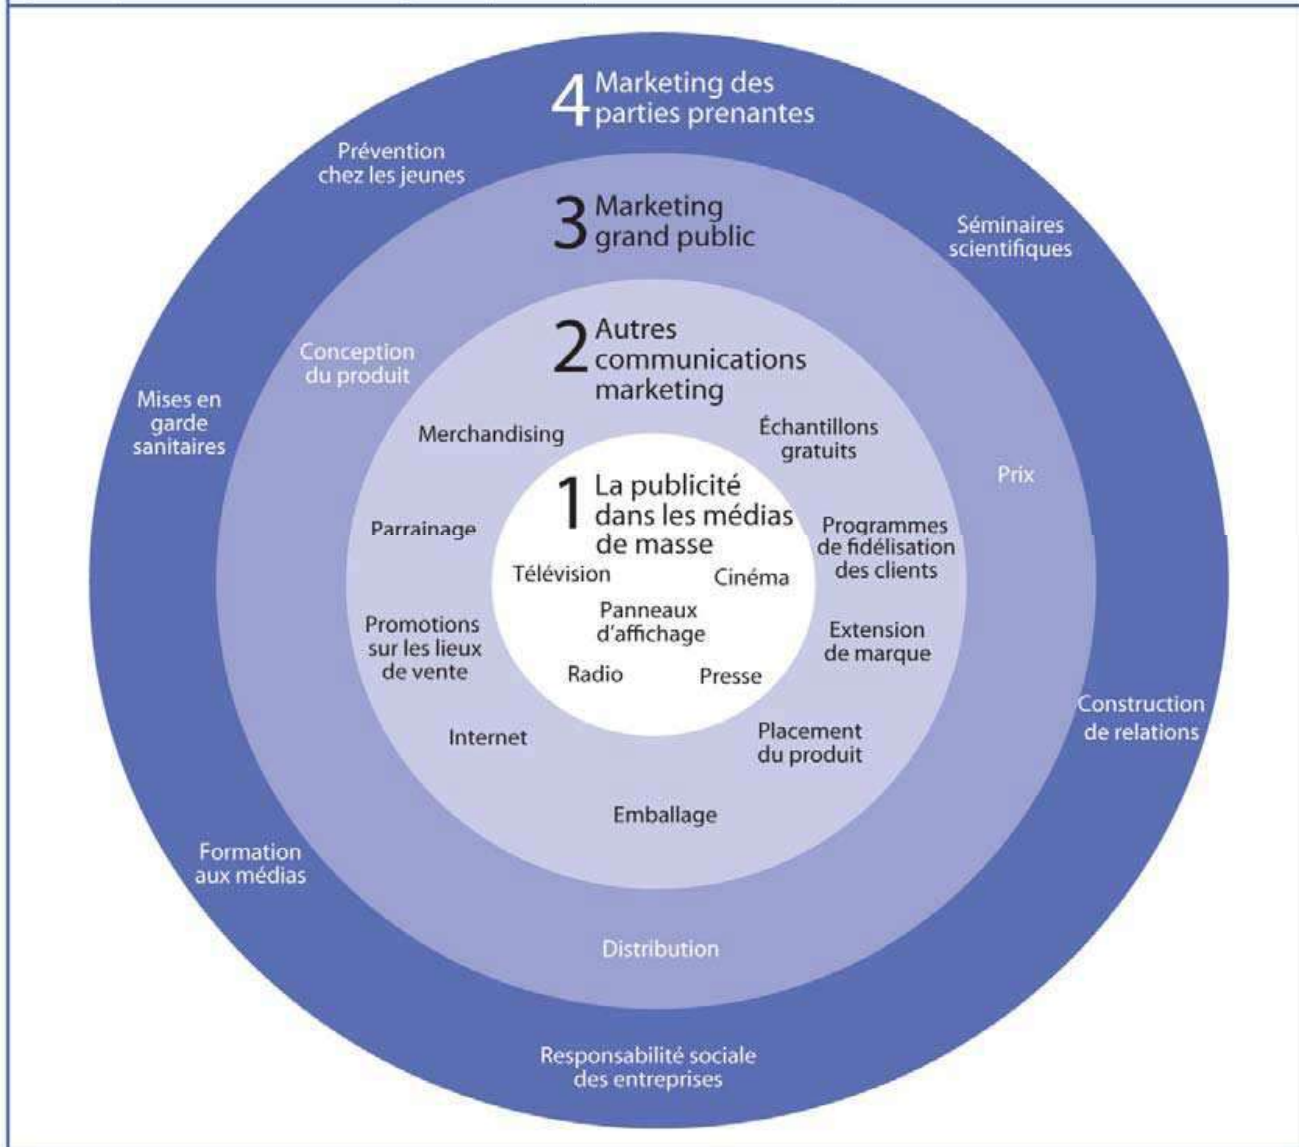 4 Marketing des
parties prenantes
Prévention
chez les jeunes
3 Marketing
grand public
Séminaires
scientifiques
2 Autres
communications
marketing
Conception
du produit
Mises en
garde
sanitaires
Merchandising
Échantillons
gratuits
Prix
1 La publicité
dans les médias
de masse
Parrainage
Programmes
de fidélisation
des clients
Télévision
Cinéma
Panneaux
d'affichage
Promotions
sur les lieux
de vente
Extension
de marque
Radio
Presse
Construction
de relations
Internet
Placement
du produit
Emballage
Formation
aux médias
Distribution
Responsabilité sociale
des entreprises